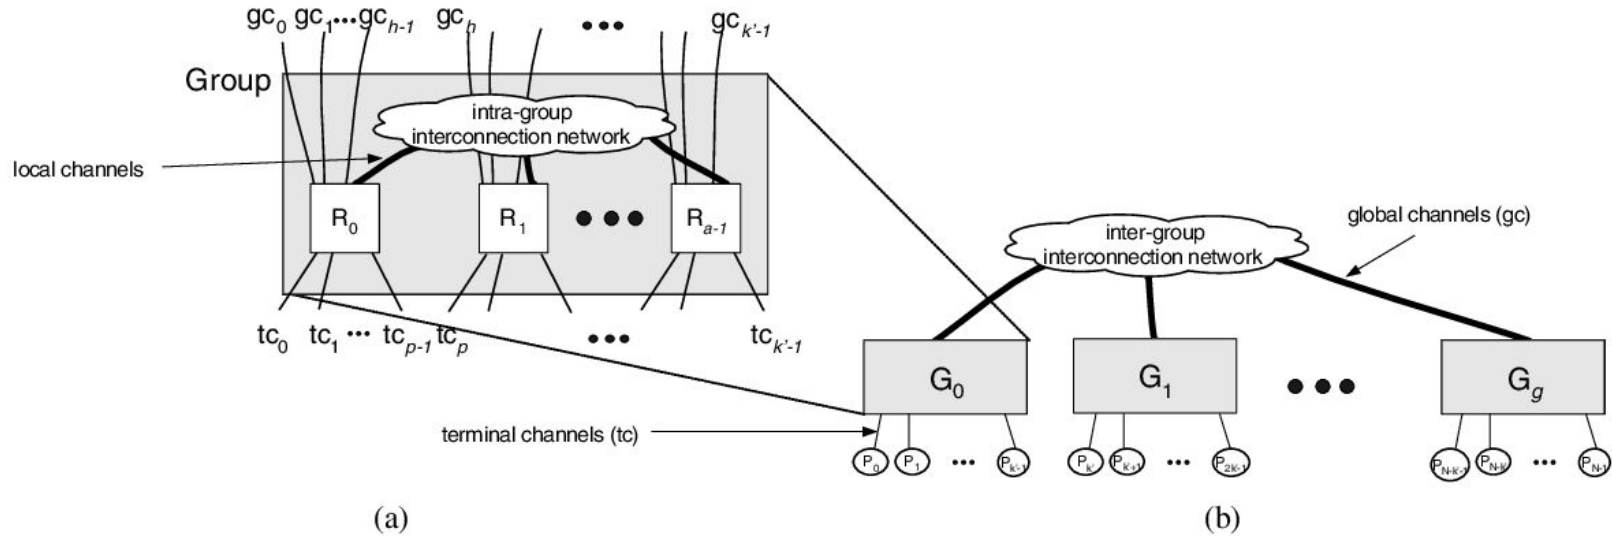 gc0 gc1 ••• gch-1 gch ••• gck'-1
Group
intra-group
interconnection network
local channels
R0 R1 ••• Ra-1
tc0 tc1 ••• tcp-1 tcp ••• tck'-1
global channels (gc)
inter-group
interconnection network
G0 G1 ••• Gg
terminal channels (tc)
P0 P1 ••• Pk'-1 Pk' Pk'+1 ••• P2k'-1 PN-k'-1 PN-k' ••• PN-1
(a) (b)